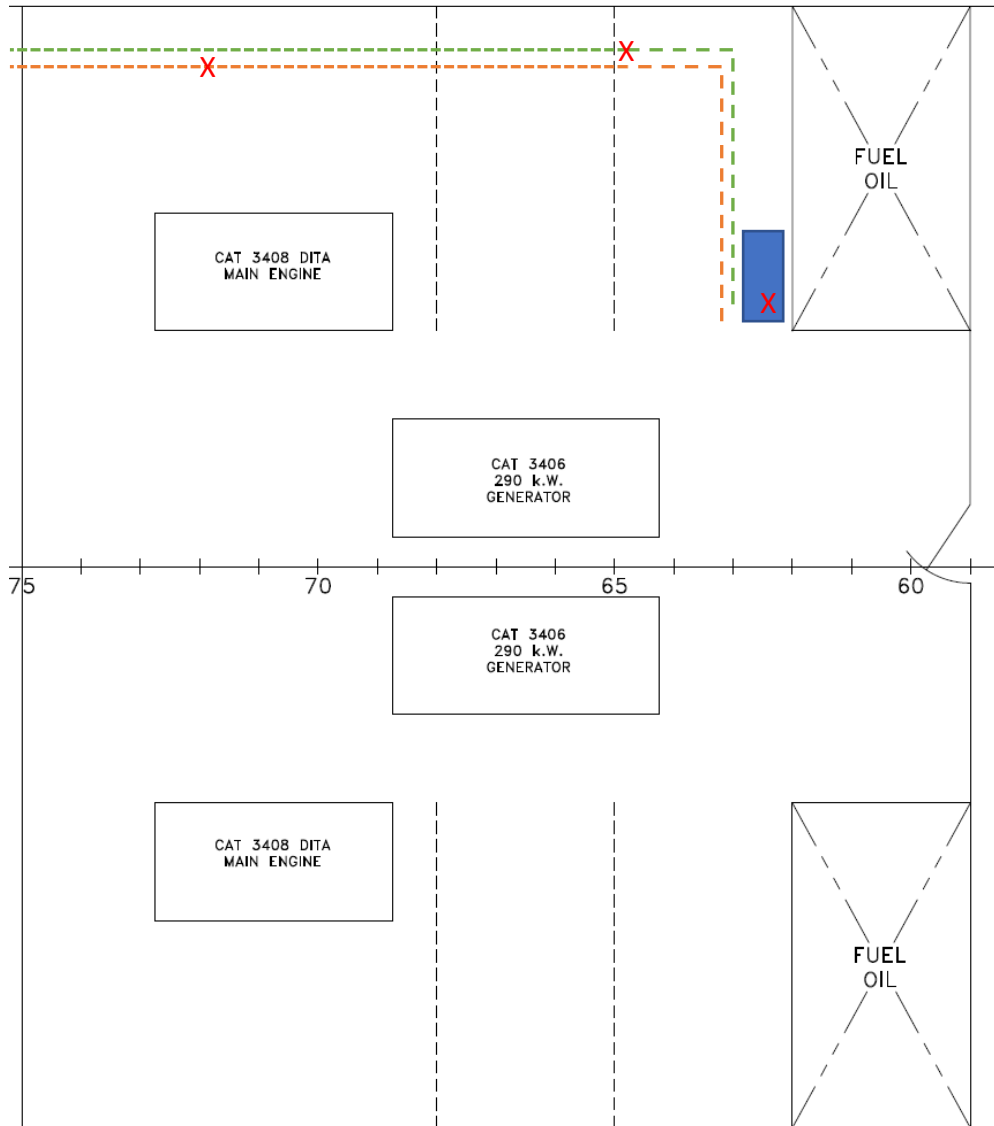 X
X
FUEL
OIL
CAT 3408 DITA
MAIN ENGINE
X
CAT 3406
290 k.W.
GENERATOR
75
70
65
60
CAT 3406
290 k.W.
GENERATOR
CAT 3408 DITA
MAIN ENGINE
FUEL
OIL